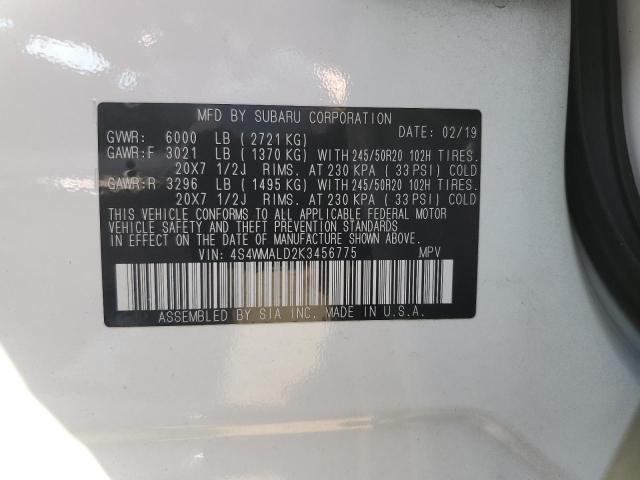 MFD BY SUBARU CORPORATION
GVWR: 6000 LB ( 2721 KG) DATE: 02/19
GAWR:F 3021 LB ( 1370 KG) WITH 245/50R20 102H TIRES.
20X7 1/2J RIMS. AT 230 KPA ( 33 PSI) COLD
GAWR:R 3296 LB ( 1495 KG) WITH 245/50R20 102H TIRES.
20X7 1/2J RIMS. AT 230 KPA ( 33 PSI) COLD
THIS VEHICLE CONFORMS TO ALL APPLICABLE FEDERAL MOTOR
VEHICLE SAFETY AND THEFT PREVENTION STANDARDS
IN EFFECT ON THE DATE OF MANUFACTURE SHOWN ABOVE.
VIN: 4S4WMALD2K3456775 MPV
ASSEMBLED BY SIA INC. MADE IN U.S.A.